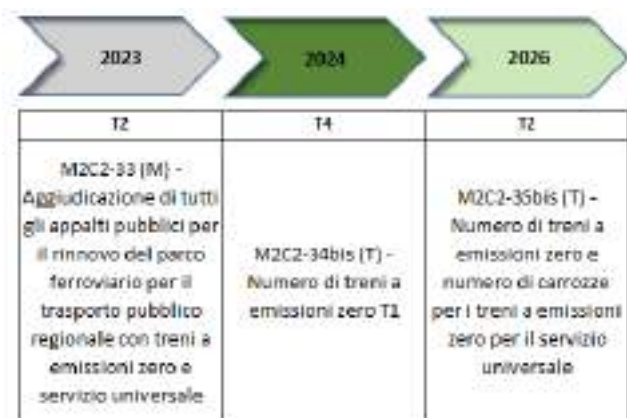 2023
2024
2026
T2
T4
T2
M2C2-33 (M) -
Aggiudicazione di tutti
gli appalti pubblici per
il rinnovo del parco
ferroviario per il
trasporto pubblico
regionale con treni a
emissioni zero e
servizio universale
M2C2-34bis (T) -
Numero di treni a
emissioni zero T1
M2C2-35bis (T) -
Numero di treni a
emissioni zero e
numero di carrozze
per i treni a emissioni
zero per il servizio
universale